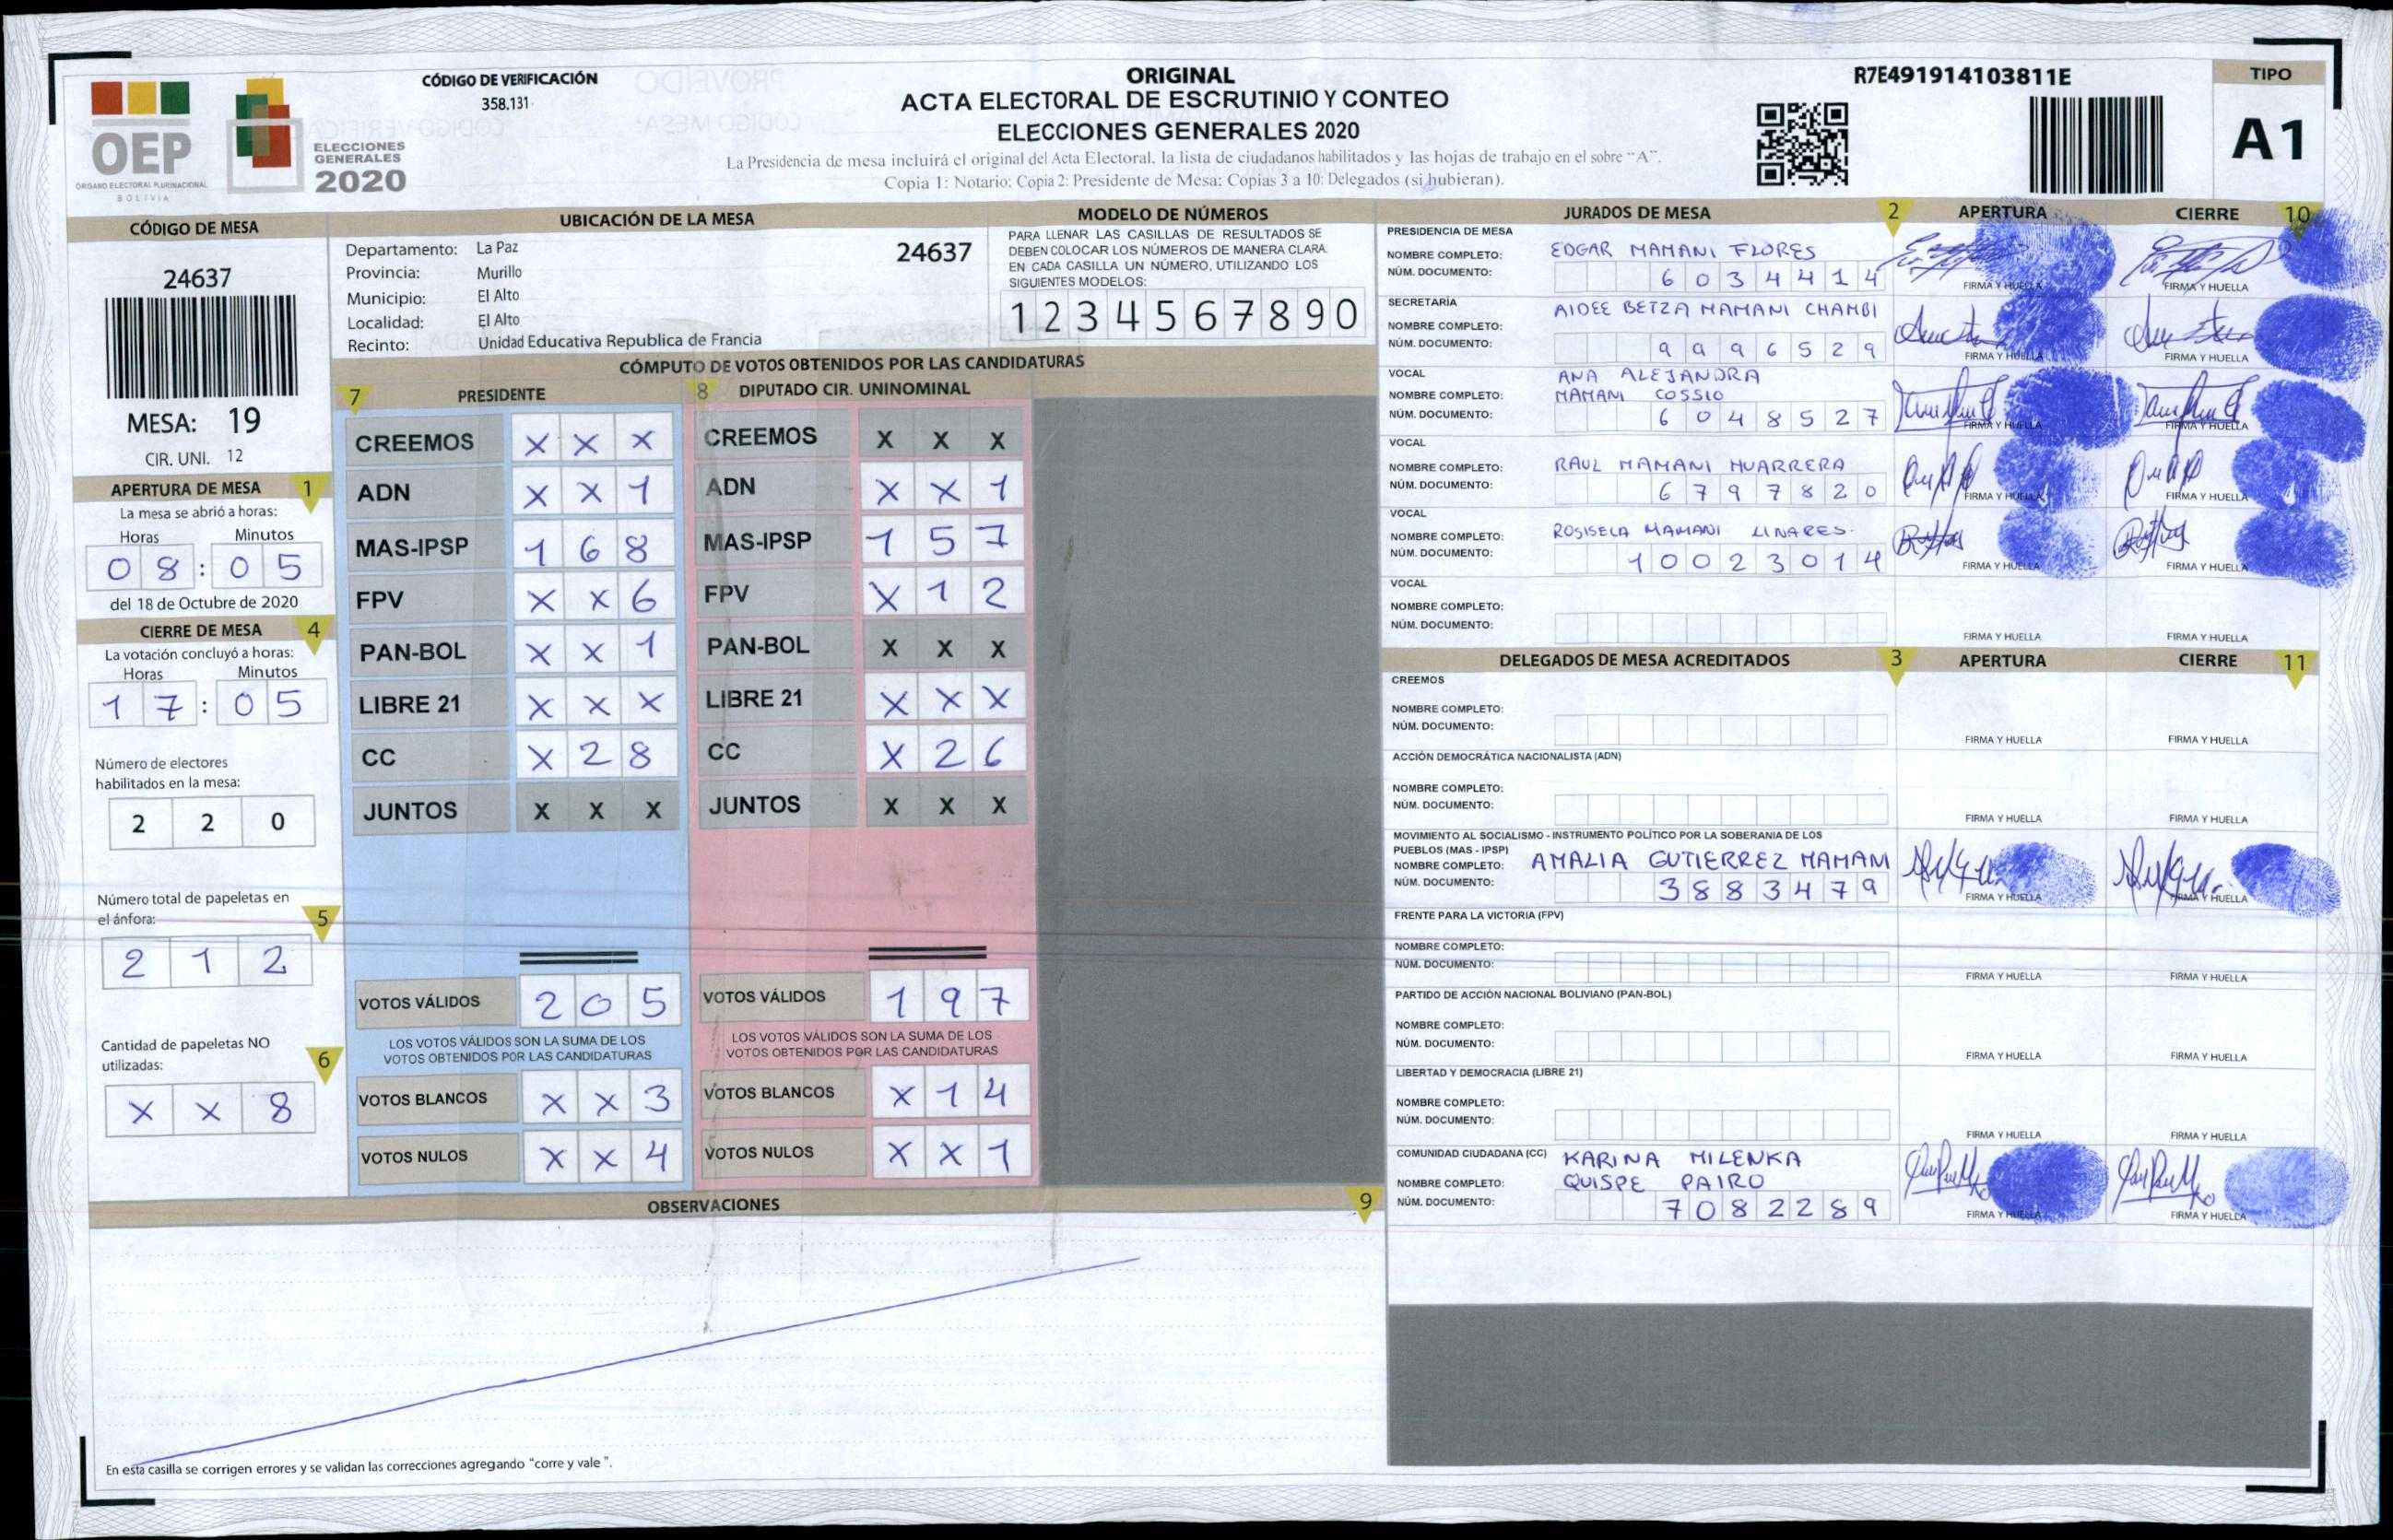 CÓDIGO DE VERIFICACIÓN
358.131
OEP
ÓRGANO ELECTORAL PLURINACIONAL
BOLIVIA
ELECCIONES
GENERALES
2020
ORIGINAL
ACTA ELECTORAL DE ESCRUTINIO Y CONTEO
ELECCIONES GENERALES 2020
La Presidencia de mesa incluirá el original del Acta Electoral, la lista de ciudadanos habilitados y las hojas de trabajo en el sobre "A".
Copia 1: Notario; Copia 2: Presidente de Mesa; Copias 3 a 10: Delegados (si hubieran).
R7E491914103811E
TIPO
A1
CÓDIGO DE MESA
24637
MESA: 19
CIR. UNI. 12
UBICACIÓN DE LA MESA
Departamento: La Paz
24637
Provincia: Murillo
Municipio: El Alto
Localidad: El Alto
Recinto: Unidad Educativa Republica de Francia
MODELO DE NÚMEROS
PARA LLENAR LAS CASILLAS DE RESULTADOS SE
DEBEN COLOCAR LOS NÚMEROS DE MANERA CLARA.
EN CADA CASILLA UN NÚMERO, UTILIZANDO LOS
SIGUIENTES MODELOS:
1 2 3 4 5 6 7 8 9 0
APERTURA DE MESA 1
La mesa se abrió a horas:
Horas Minutos
0 8 : 0 5
del 18 de Octubre de 2020
CIERRE DE MESA 4
La votación concluyó a horas:
Horas Minutos
1 7 : 0 5
Número de electores
habilitados en la mesa:
2 2 0
Número total de papeletas en
el ánfora: 5
2 1 2
Cantidad de papeletas NO
utilizadas: 6
X X 8
CÓMPUTO DE VOTOS OBTENIDOS POR LAS CANDIDATURAS
7 PRESIDENTE
CREEMOS X X X
ADN X X 1
MAS-IPSP 1 6 8
FPV X X 6
PAN-BOL X X 1
LIBRE 21 X X X
CC X 2 8
JUNTOS X X X
VOTOS VÁLIDOS 2 0 5
LOS VOTOS VÁLIDOS SON LA SUMA DE LOS
VOTOS OBTENIDOS POR LAS CANDIDATURAS
VOTOS BLANCOS X X 3
VOTOS NULOS X X 4
8 DIPUTADO CIR. UNINOMINAL
CREEMOS X X X
ADN X X 1
MAS-IPSP 1 5 7
FPV X 1 2
PAN-BOL X X X
LIBRE 21 X X X
CC X 2 6
JUNTOS X X X
VOTOS VÁLIDOS 1 9 7
LOS VOTOS VÁLIDOS SON LA SUMA DE LOS
VOTOS OBTENIDOS POR LAS CANDIDATURAS
VOTOS BLANCOS X 1 4
VOTOS NULOS X X 1
OBSERVACIONES 9
En esta casilla se corrigen errores y se validan las correcciones agregando "corre y vale ".
JURADOS DE MESA 2 APERTURA CIERRE 10
PRESIDENCIA DE MESA
NOMBRE COMPLETO: EDGAR MAMANI FLORES
NÚM. DOCUMENTO: 6 0 3 4 4 1 4
FIRMA Y HUELLA FIRMA Y HUELLA
SECRETARÍA
NOMBRE COMPLETO: AIDEE BETZA MAMANI CHAMBI
NÚM. DOCUMENTO: 9 9 9 6 5 2 9
FIRMA Y HUELLA FIRMA Y HUELLA
VOCAL
NOMBRE COMPLETO: ANA ALEJANDRA
MAMANI COSSIO
NÚM. DOCUMENTO: 6 0 4 8 5 2 7
FIRMA Y HUELLA FIRMA Y HUELLA
VOCAL
NOMBRE COMPLETO: RAUL MAMANI HUARRERA
NÚM. DOCUMENTO: 6 7 9 7 8 2 0
FIRMA Y HUELLA FIRMA Y HUELLA
VOCAL
NOMBRE COMPLETO: ROSISELA MAMANI LINARES
NÚM. DOCUMENTO: 1 0 0 2 3 0 1 4
FIRMA Y HUELLA FIRMA Y HUELLA
VOCAL
NOMBRE COMPLETO:
NÚM. DOCUMENTO:
FIRMA Y HUELLA FIRMA Y HUELLA
DELEGADOS DE MESA ACREDITADOS 3 APERTURA CIERRE 11
CREEMOS
NOMBRE COMPLETO:
NÚM. DOCUMENTO:
FIRMA Y HUELLA FIRMA Y HUELLA
ACCIÓN DEMOCRÁTICA NACIONALISTA (ADN)
NOMBRE COMPLETO:
NÚM. DOCUMENTO:
FIRMA Y HUELLA FIRMA Y HUELLA
MOVIMIENTO AL SOCIALISMO - INSTRUMENTO POLÍTICO POR LA SOBERANIA DE LOS
PUEBLOS (MAS - IPSP)
NOMBRE COMPLETO: AMALIA GUTIERREZ MAMANI
NÚM. DOCUMENTO: 3 8 8 3 4 7 9
FIRMA Y HUELLA FIRMA Y HUELLA
FRENTE PARA LA VICTORIA (FPV)
NOMBRE COMPLETO:
NÚM. DOCUMENTO:
FIRMA Y HUELLA FIRMA Y HUELLA
PARTIDO DE ACCIÓN NACIONAL BOLIVIANO (PAN-BOL)
NOMBRE COMPLETO:
NÚM. DOCUMENTO:
FIRMA Y HUELLA FIRMA Y HUELLA
LIBERTAD Y DEMOCRACIA (LIBRE 21)
NOMBRE COMPLETO:
NÚM. DOCUMENTO:
FIRMA Y HUELLA FIRMA Y HUELLA
COMUNIDAD CIUDADANA (CC) KARINA MILENKA
NOMBRE COMPLETO: QUISPE PAIRO
NÚM. DOCUMENTO: 7 0 8 2 2 8 9
FIRMA Y HUELLA FIRMA Y HUELLA